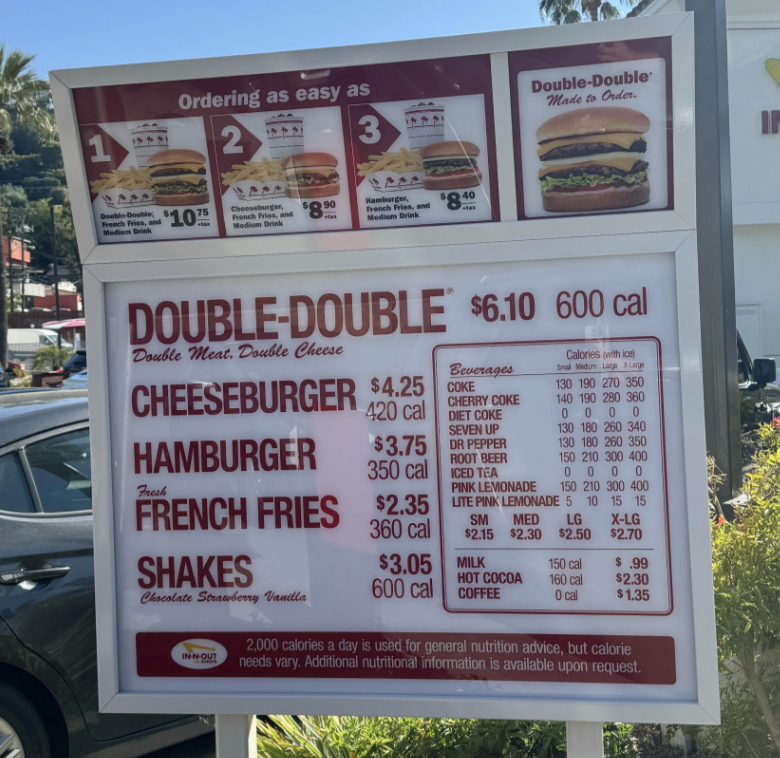 Ordering as easy as
1
Double-Double,
French Fries, and
Medium Drink
$10 75
+tax
2
Cheeseburger,
French Fries, and
Medium Drink
$8 90
+tax
3
Hamburger,
French Fries, and
Medium Drink
$8 40
+tax
Double-Double®
Made to Order.
DOUBLE-DOUBLE® $6.10 600 cal
Double Meat. Double Cheese
CHEESEBURGER $4.25
420 cal
HAMBURGER $3.75
350 cal
Fresh
FRENCH FRIES $2.35
360 cal
SHAKES $3.05
Chocolate Strawberry Vanilla 600 cal
Calories (with ice)
Beverages Small Medium Large X-Large
COKE 130 190 270 350
CHERRY COKE 140 190 280 360
DIET COKE 0 0 0 0
SEVEN UP 130 180 260 340
DR PEPPER 130 180 260 350
ROOT BEER 150 210 300 400
ICED TEA 0 0 0 0
PINK LEMONADE 150 210 300 400
LITE PINK LEMONADE 5 10 15 15
SM MED LG X-LG
$2.15 $2.30 $2.50 $2.70
MILK 150 cal $ .99
HOT COCOA 160 cal $2.30
COFFEE 0 cal $1.35
IN-N-OUT
BURGER
2,000 calories a day is used for general nutrition advice, but calorie
needs vary. Additional nutritional information is available upon request.
IN